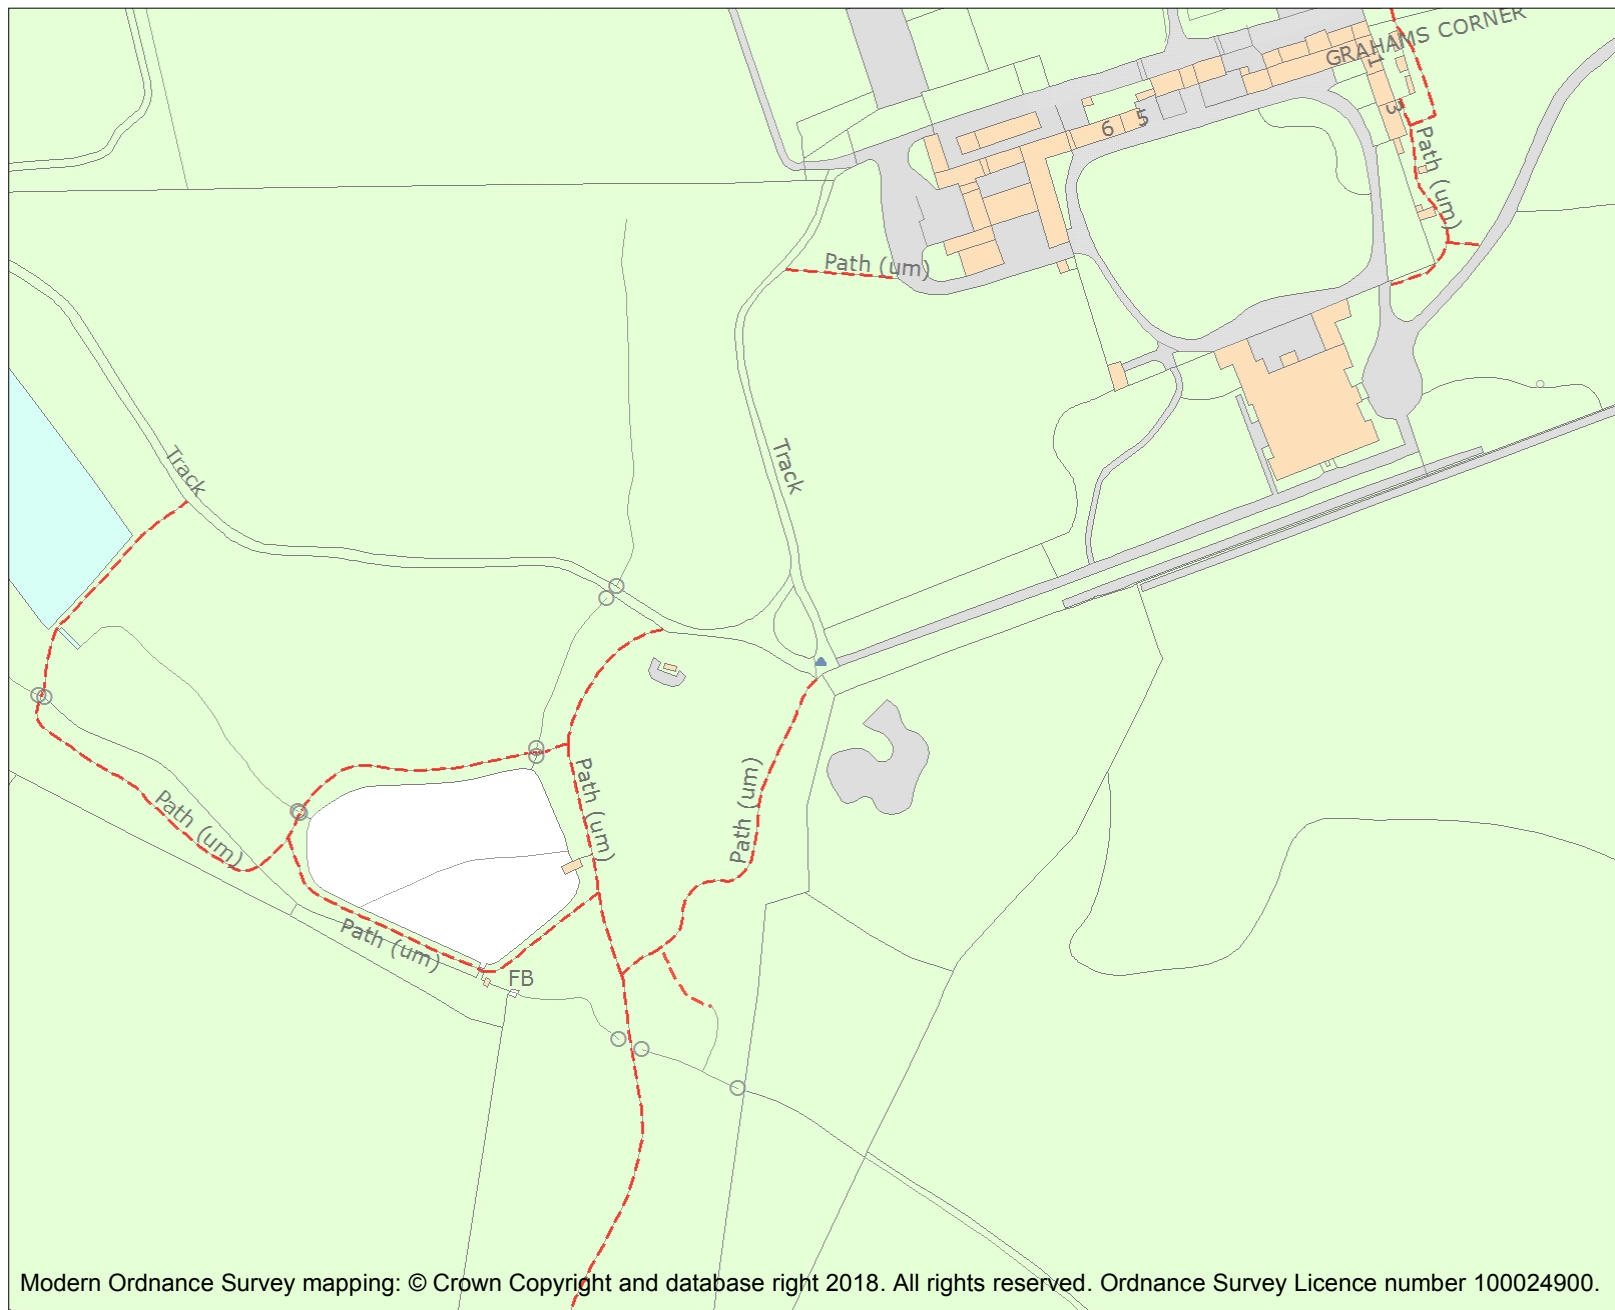 GRAHAMS CORNER
1
3
6
5
Path (um)
Path (um)
Track
Track
Path (um)
Path (um)
Path (um)
Path (um)
FB
Modern Ordnance Survey mapping: © Crown Copyright and database right 2018. All rights reserved. Ordnance Survey Licence number 100024900.